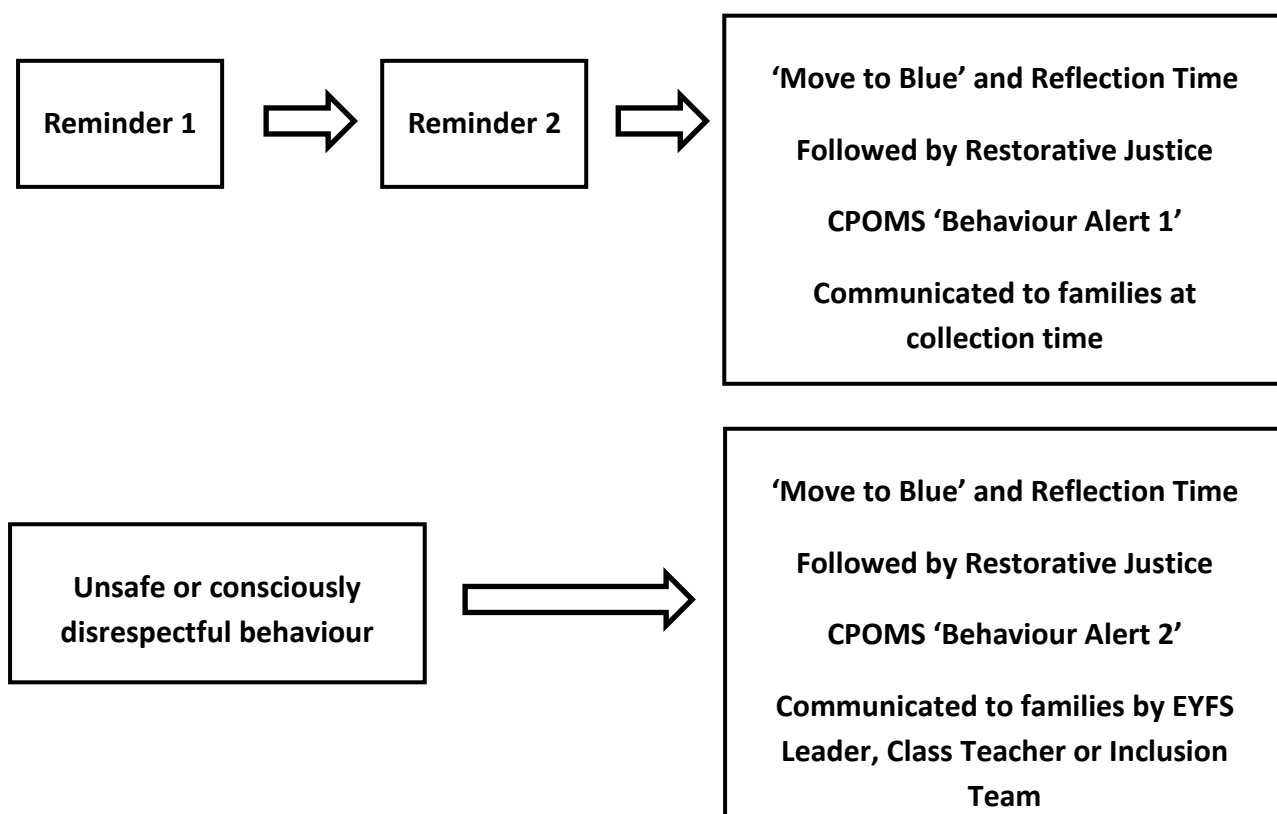 Reminder 1
Reminder 2
‘Move to Blue’ and Reflection Time
Followed by Restorative Justice
CPOMS ‘Behaviour Alert 1’
Communicated to families at
collection time
Unsafe or consciously
disrespectful behaviour
‘Move to Blue’ and Reflection Time
Followed by Restorative Justice
CPOMS ‘Behaviour Alert 2’
Communicated to families by EYFS
Leader, Class Teacher or Inclusion
Team